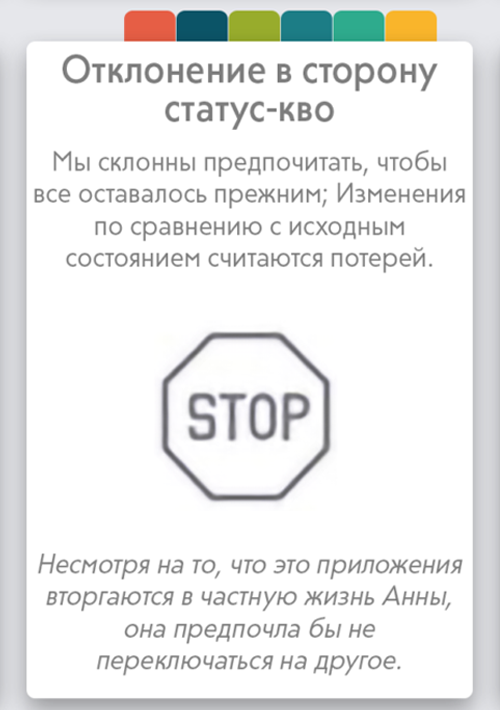 Отклонение в сторону
статус-кво
Мы склонны предпочитать, чтобы
все оставалось прежним; Изменения
по сравнению с исходным
состоянием считаются потерей.
STOP
Несмотря на то, что это приложения
вторгаются в частную жизнь Анны,
она предпочла бы не
переключаться на другое.